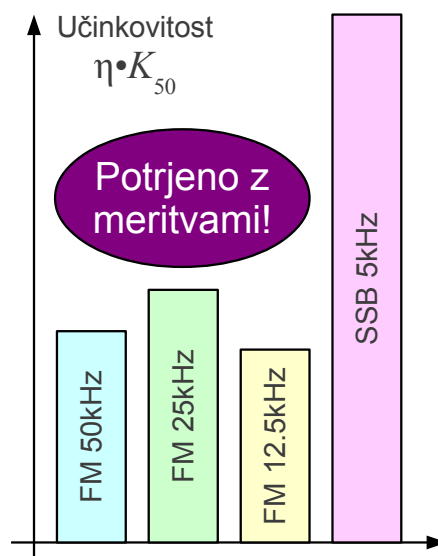 Učinkovitost
η•K₅₀
Potrjeno z
meritvami!
FM 50kHz
FM 25kHz
FM 12.5kHz
SSB 5kHz